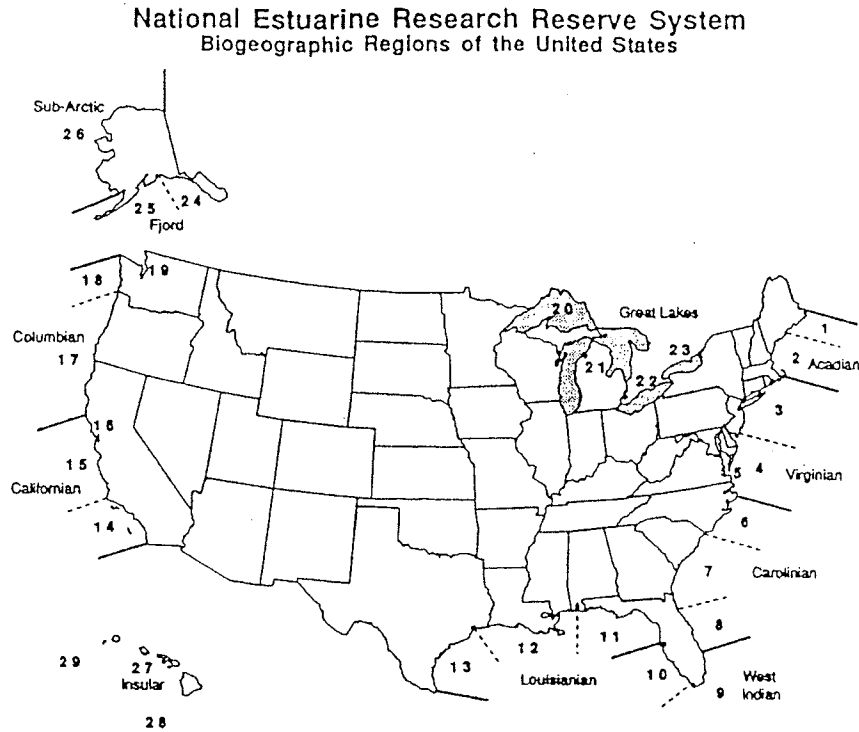 National Estuarine Research Reserve System
Biogeographic Regions of the United States
Sub-Arctic
26
25
24
Fjord
18
19
20
Great Lakes
1
Columbian
17
21
22
23
2
Acadian
3
16
15
Californian
14
5
4
Virginian
6
7
Carolinian
8
29
27
Insular
28
13
12
11
Louisianian
10
9
West
Indian